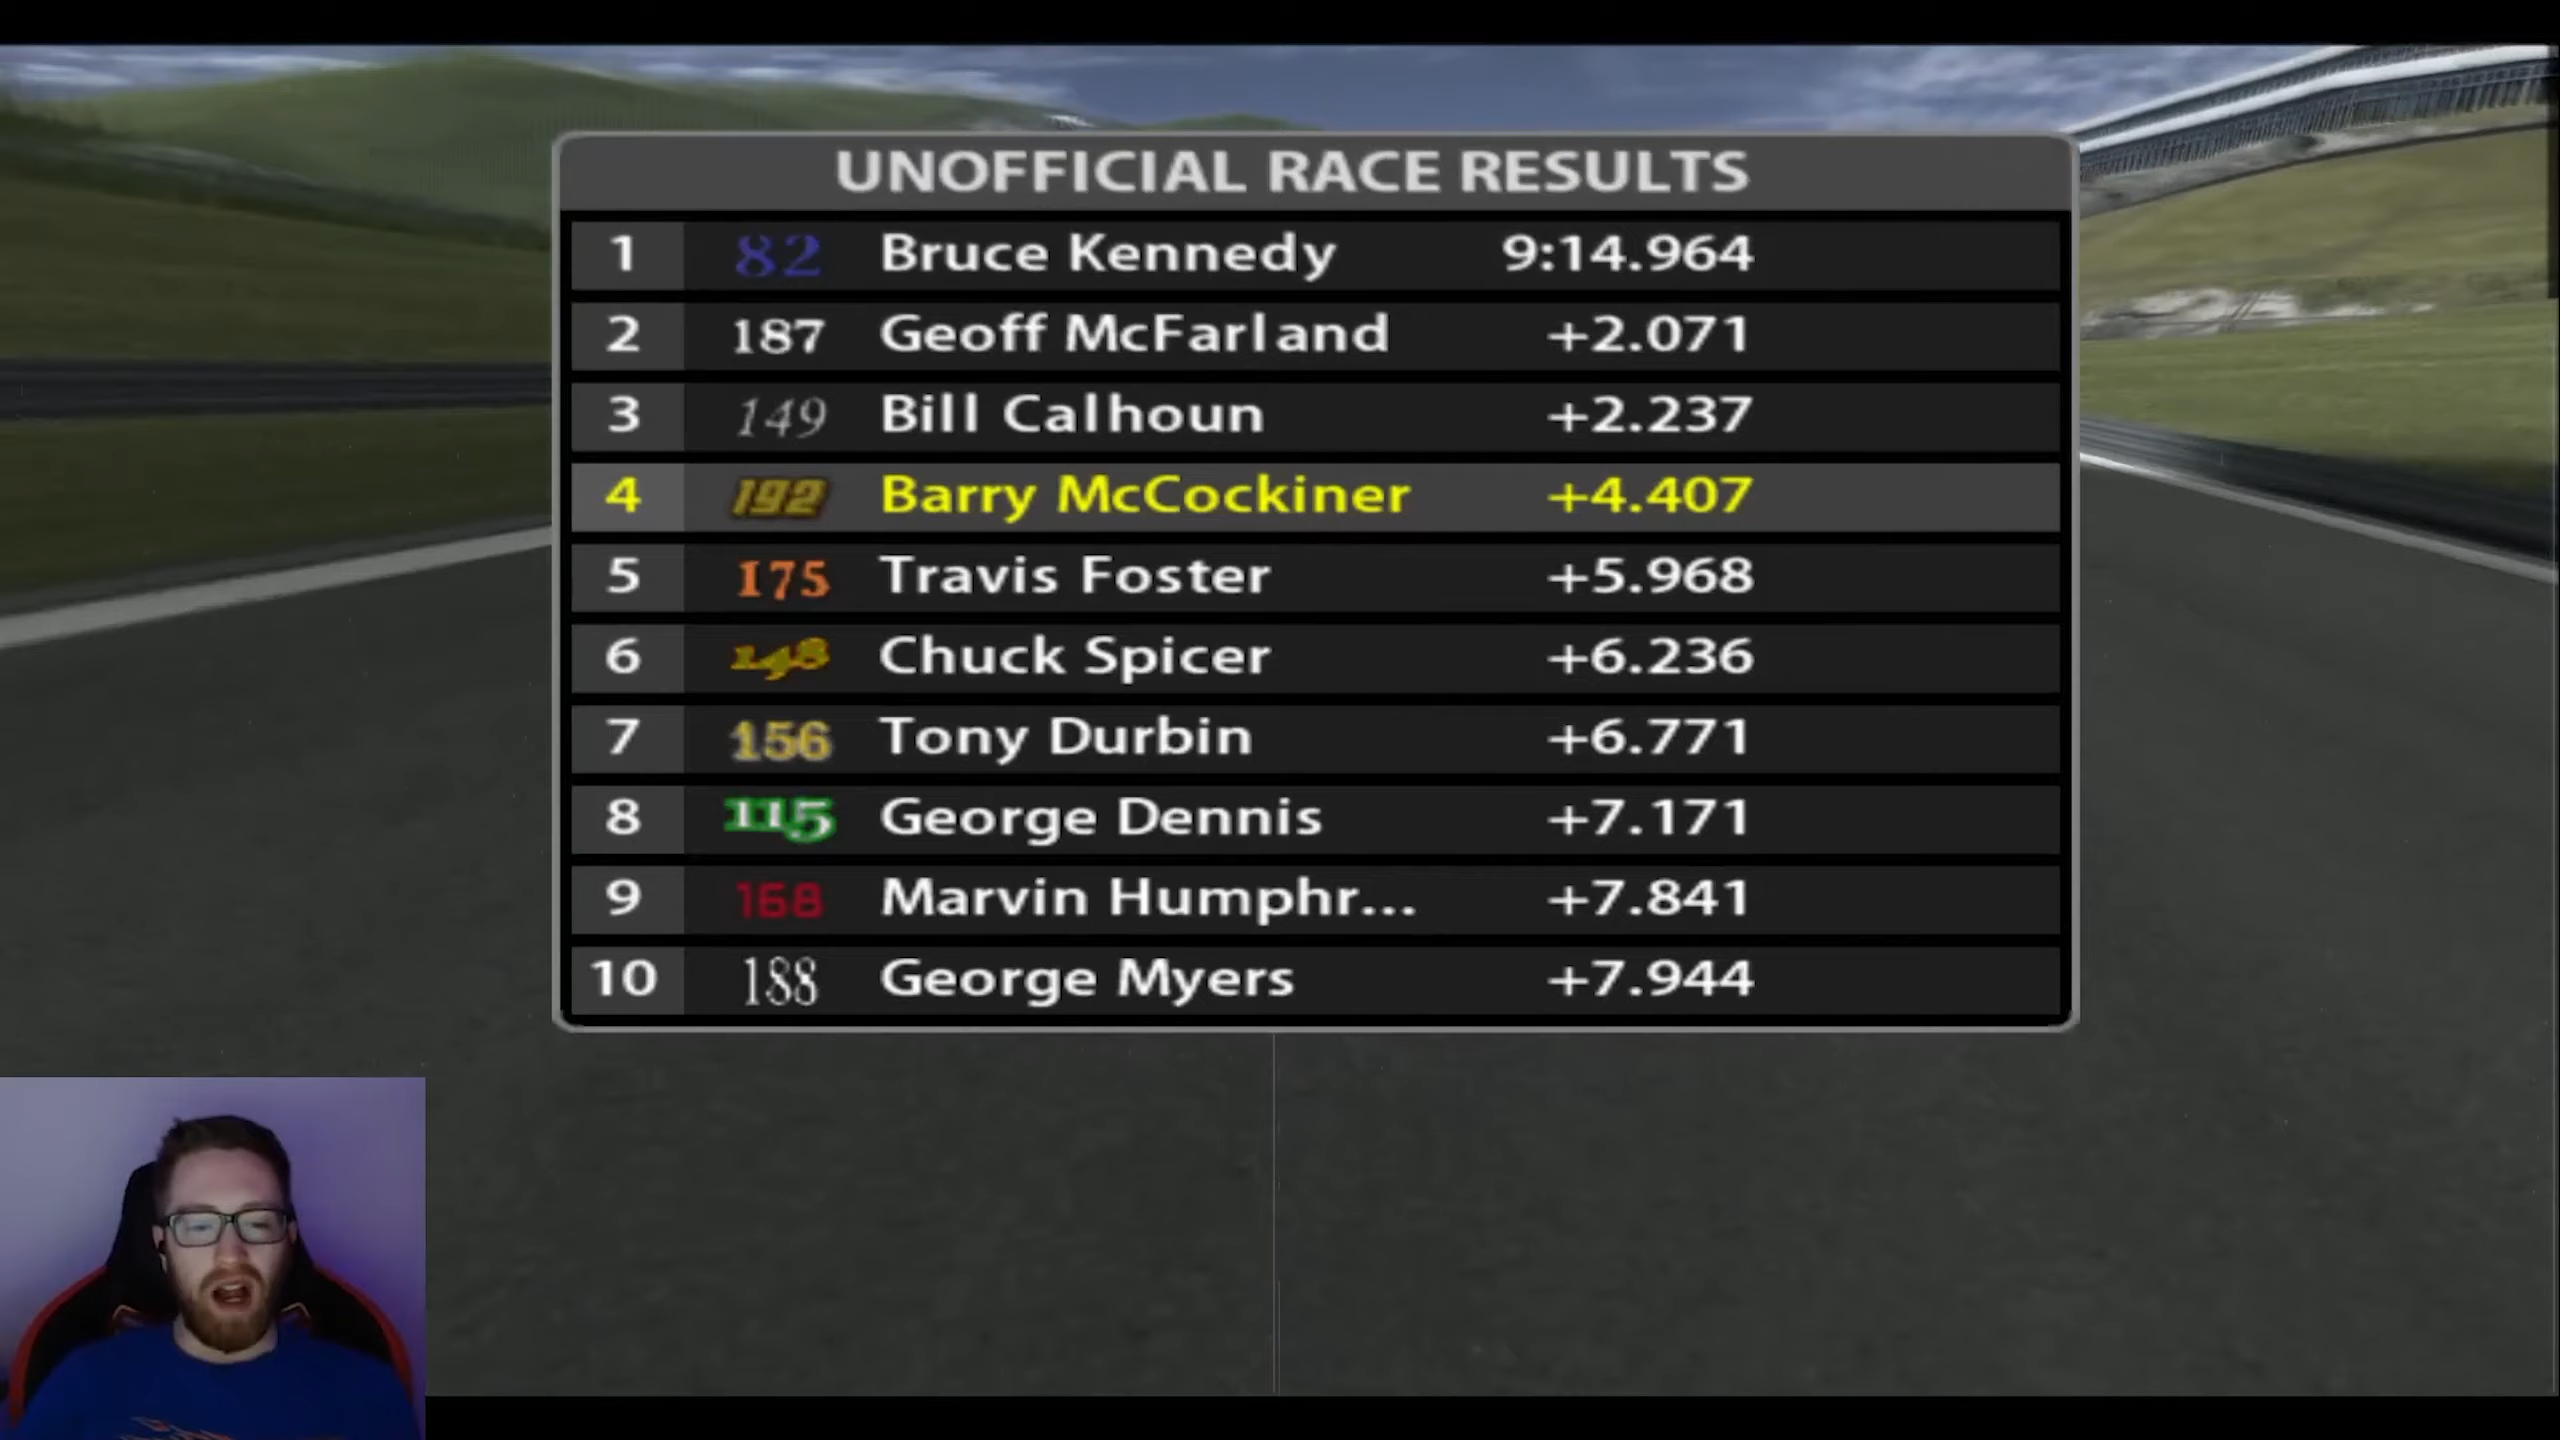 UNOFFICIAL RACE RESULTS
1 82 Bruce Kennedy 9:14.964
2 187 Geoff McFarland +2.071
3 149 Bill Calhoun +2.237
4 192 Barry McCockiner +4.407
5 175 Travis Foster +5.968
6 148 Chuck Spicer +6.236
7 156 Tony Durbin +6.771
8 115 George Dennis +7.171
9 168 Marvin Humphr... +7.841
10 188 George Myers +7.944